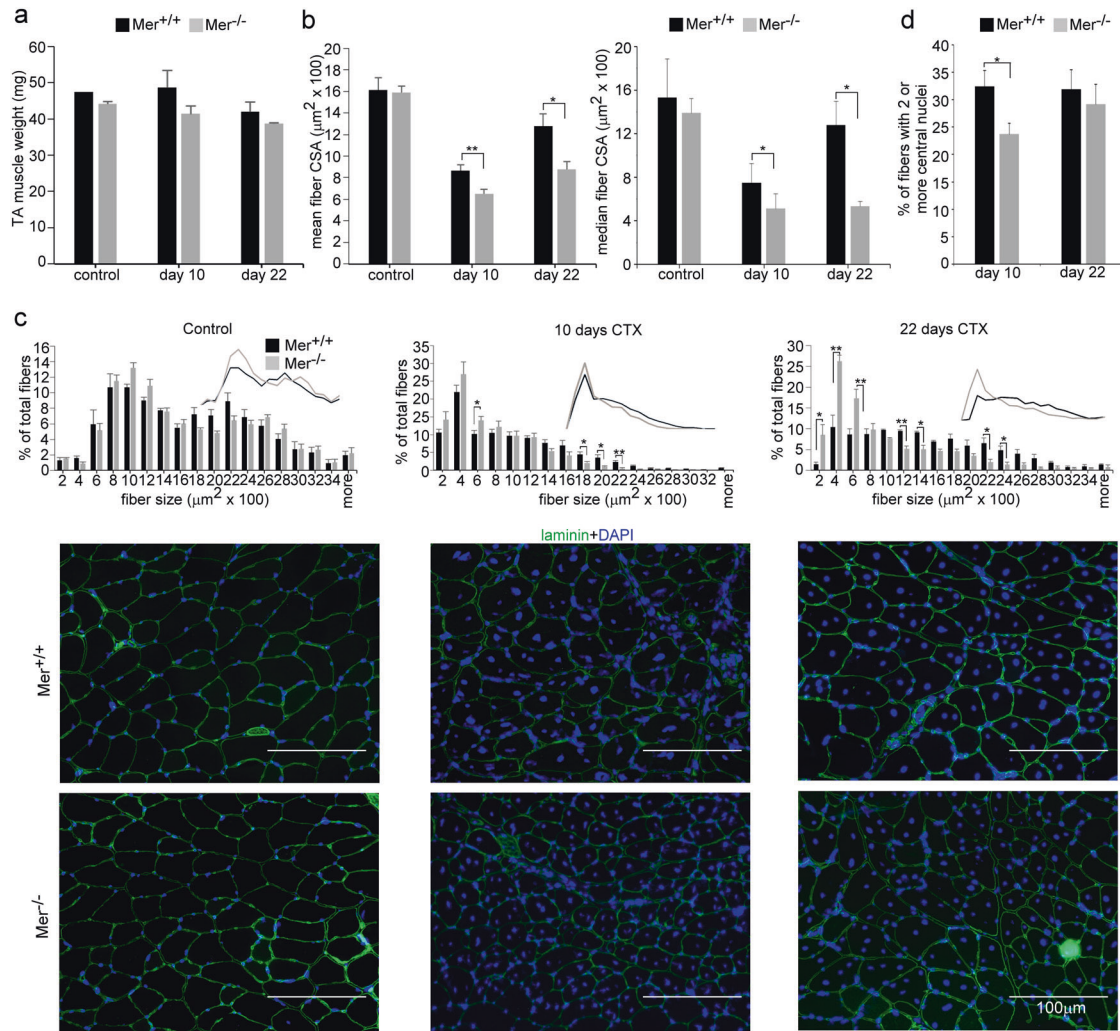 a
Mer+/+ Mer-/-
TA muscle weight (mg)
60
50
40
30
20
10
0
control day 10 day 22
b
Mer+/+ Mer-/-
mean fiber CSA (μm2 x 100)
20
18
16
14
12
10
8
6
4
2
0
**
*
control day 10 day 22
median fiber CSA (μm2 x 100)
20
16
12
8
4
0
*
*
control day 10 day 22
d
Mer+/+ Mer-/-
% of fibers with 2 or
more central nuclei
35
30
25
20
15
10
35
0
*
day 10 day 22
c
Control
Mer+/+
Mer-/-
% of total fibers
16
14
12
10
8
6
4
2
0
2 4 6 8 10 12 14 16 18 20 22 24 26 28 30 32 34 more
fiber size (μm2 x 100)
10 days CTX
% of total fibers
30
25
20
15
10
5
0
* * * **
2 4 6 8 10 12 14 16 18 20 22 24 26 28 30 32 more
fiber size (μm2 x 100)
22 days CTX
% of total fibers
35
30
25
20
15
10
5
0
* ** ** ** * * *
2 4 6 8 10 12 14 16 18 20 22 24 26 28 30 32 34 more
fiber size (μm2 x 100)
laminin+DAPI
Mer+/+
Mer-/-
100μm